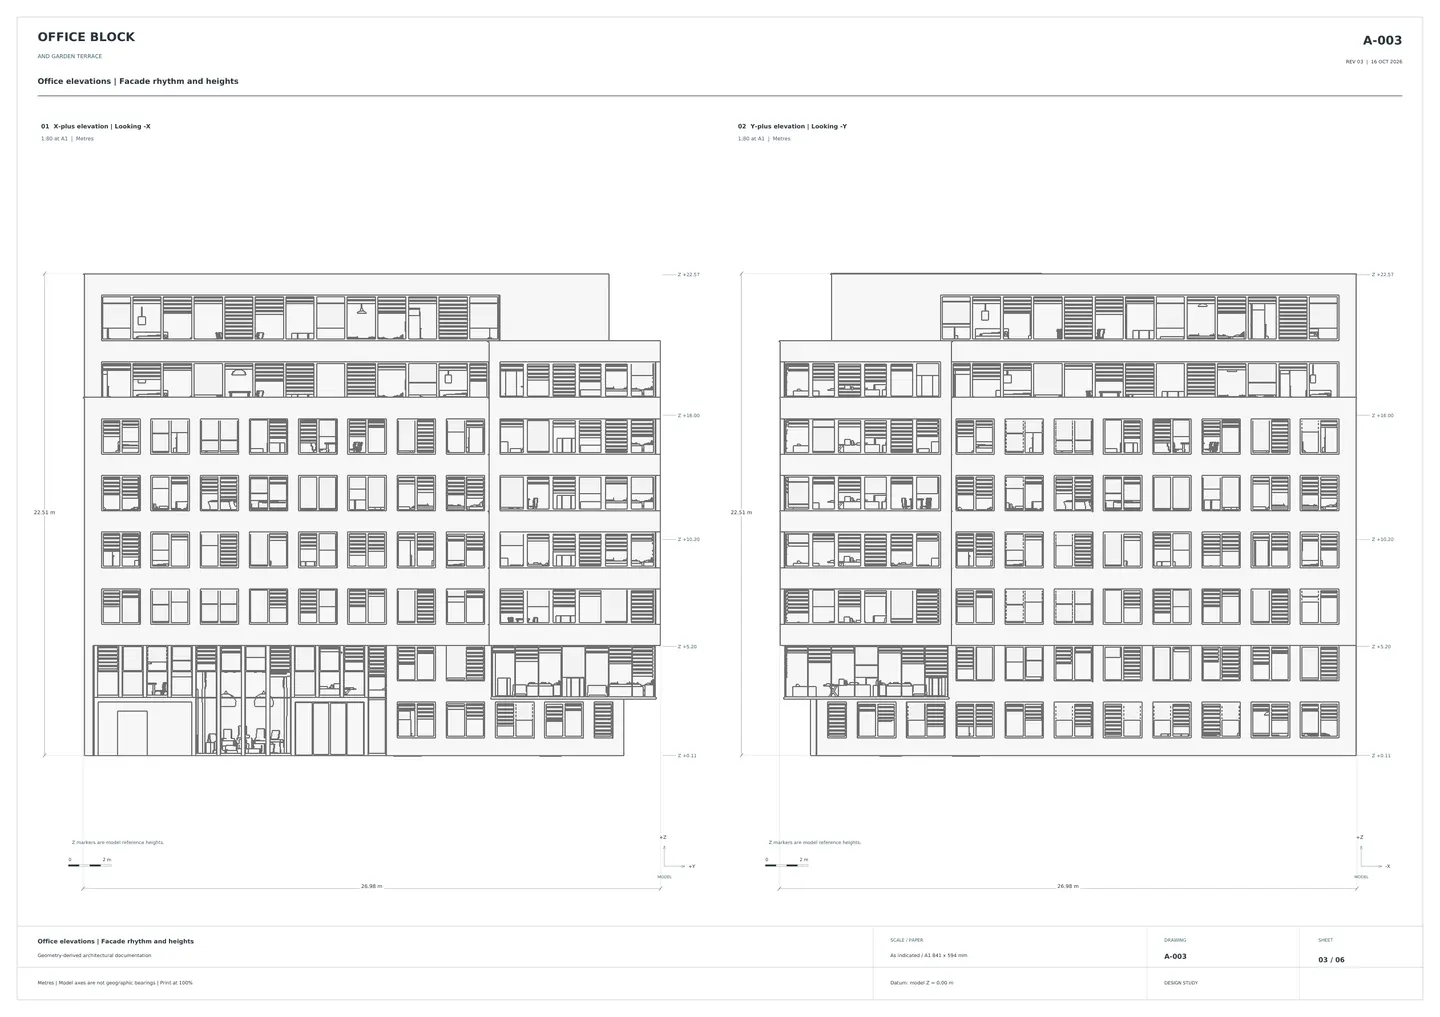 OFFICE BLOCK
AND GARDEN TERRACE
Office elevations | Facade rhythm and heights
A-003
REV 03 | 16 OCT 2026
01 X-plus elevation | Looking -X
1:80 at A1 | Metres
02 Y-plus elevation | Looking -Y
1:80 at A1 | Metres
Z +22.57
Z +16.00
Z +10.20
Z +5.20
Z +0.11
22.51 m
Z +22.57
Z +16.00
Z +10.20
Z +5.20
Z +0.11
22.51 m
Z-markers are model reference heights.
0 2 m
+Z
+Y
MODEL
26.98 m
Z-markers are model reference heights.
0 2 m
+Z
-X
MODEL
26.98 m
Office elevations | Facade rhythm and heights
Geometry-derived architectural documentation
Metres | Model axes are not geographic bearings | Print at 100%
SCALE / PAPER
As indicated / A1 841 x 594 mm
Datum: model Z = 0.00 m
DRAWING
A-003
DESIGN STUDY
SHEET
03 / 06